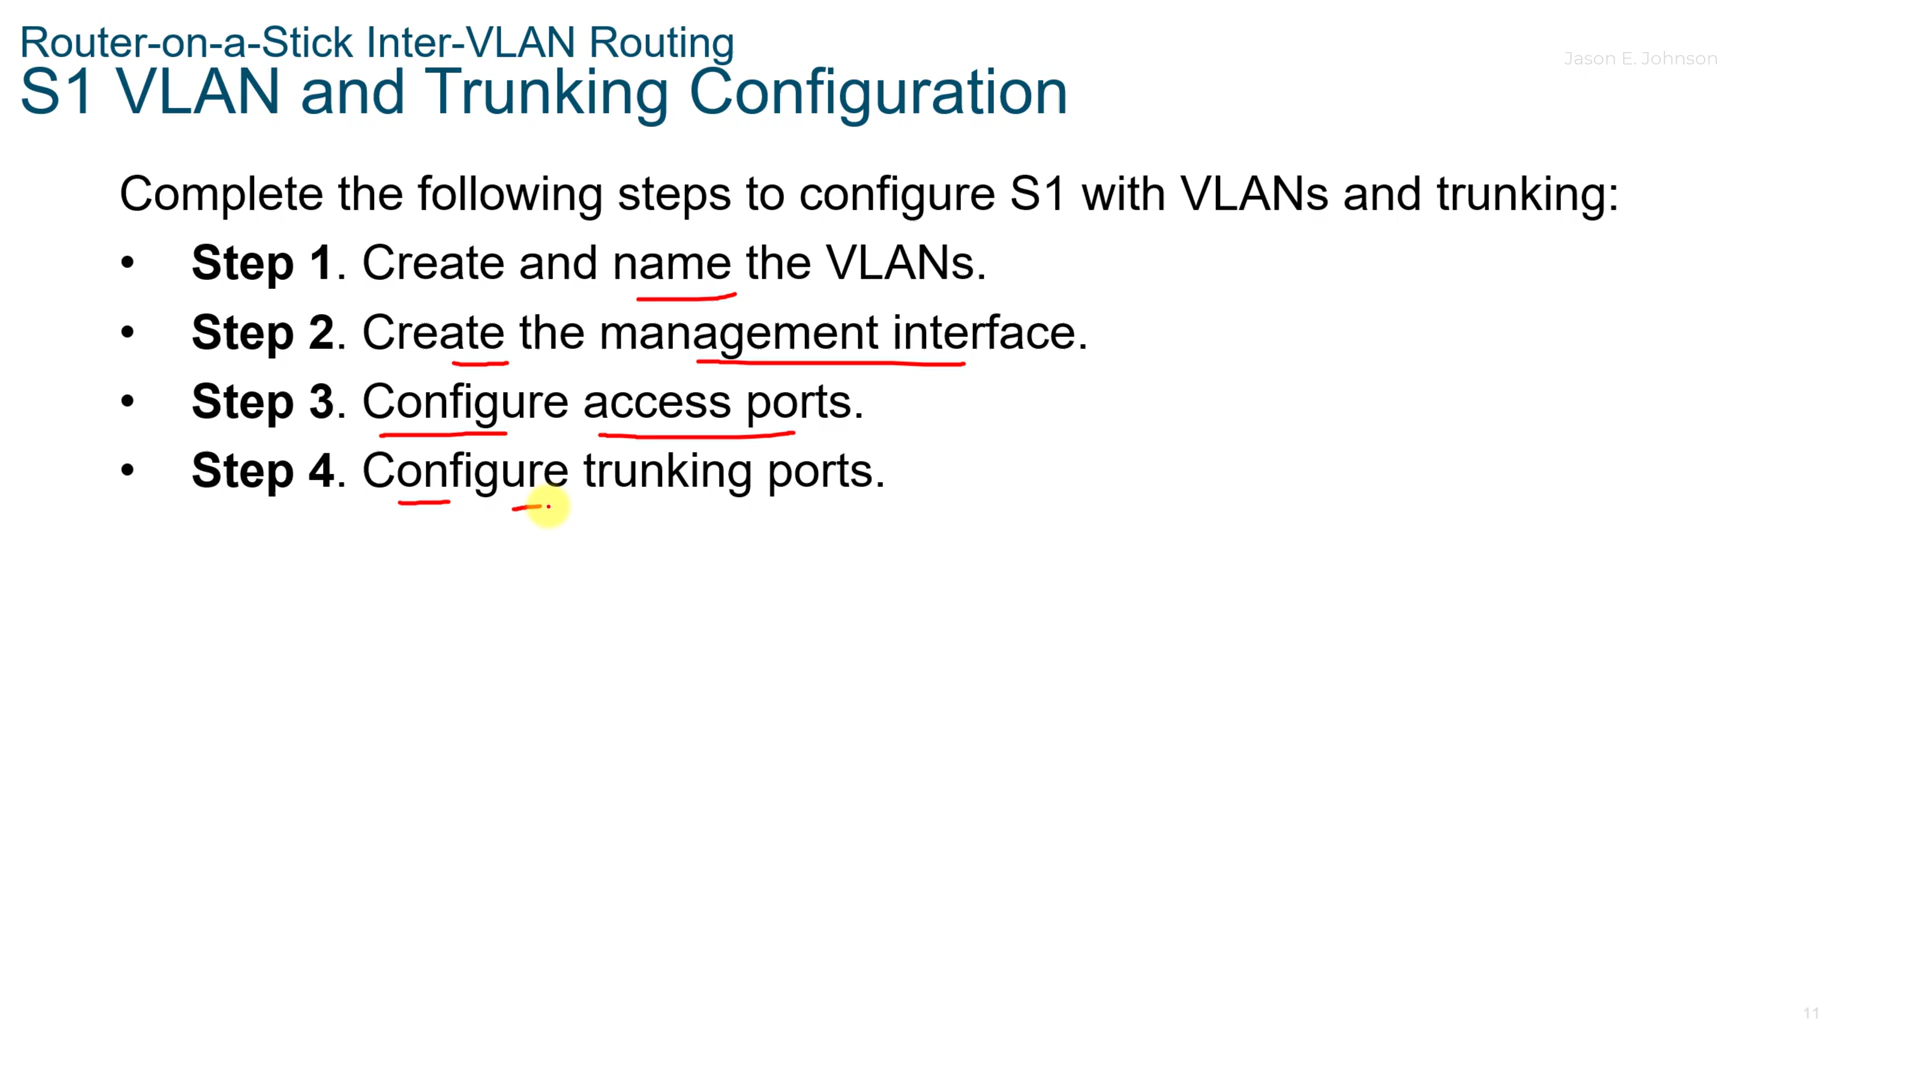 Router-on-a-Stick Inter-VLAN Routing
Jason E. Johnson
S1 VLAN and Trunking Configuration
Complete the following steps to configure S1 with VLANs and trunking:
• Step 1. Create and name the VLANs.
• Step 2. Create the management interface.
• Step 3. Configure access ports.
• Step 4. Configure trunking ports.
11